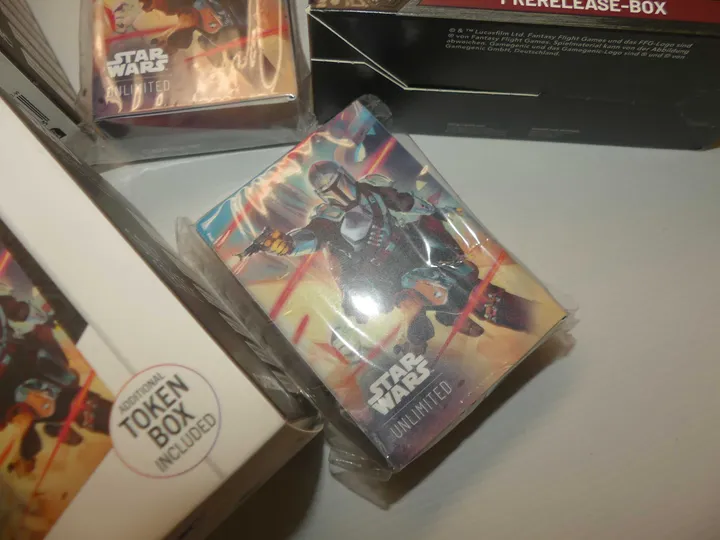 PRERELEASE-BOX
© & ™ Lucasfilm Ltd. Fantasy Flight Games und das FFG-Logo sind
® von Fantasy Flight Games. Spielmaterial kann von der Abbildung
abweichen. Gamegenic und das Gamegenic-Logo sind ® und © von
Gamegenic GmbH, Deutschland.
STAR
WARS
UNLIMITED
STAR
WARS
UNLIMITED
ADDITIONAL
TOKEN
BOX
INCLUDED